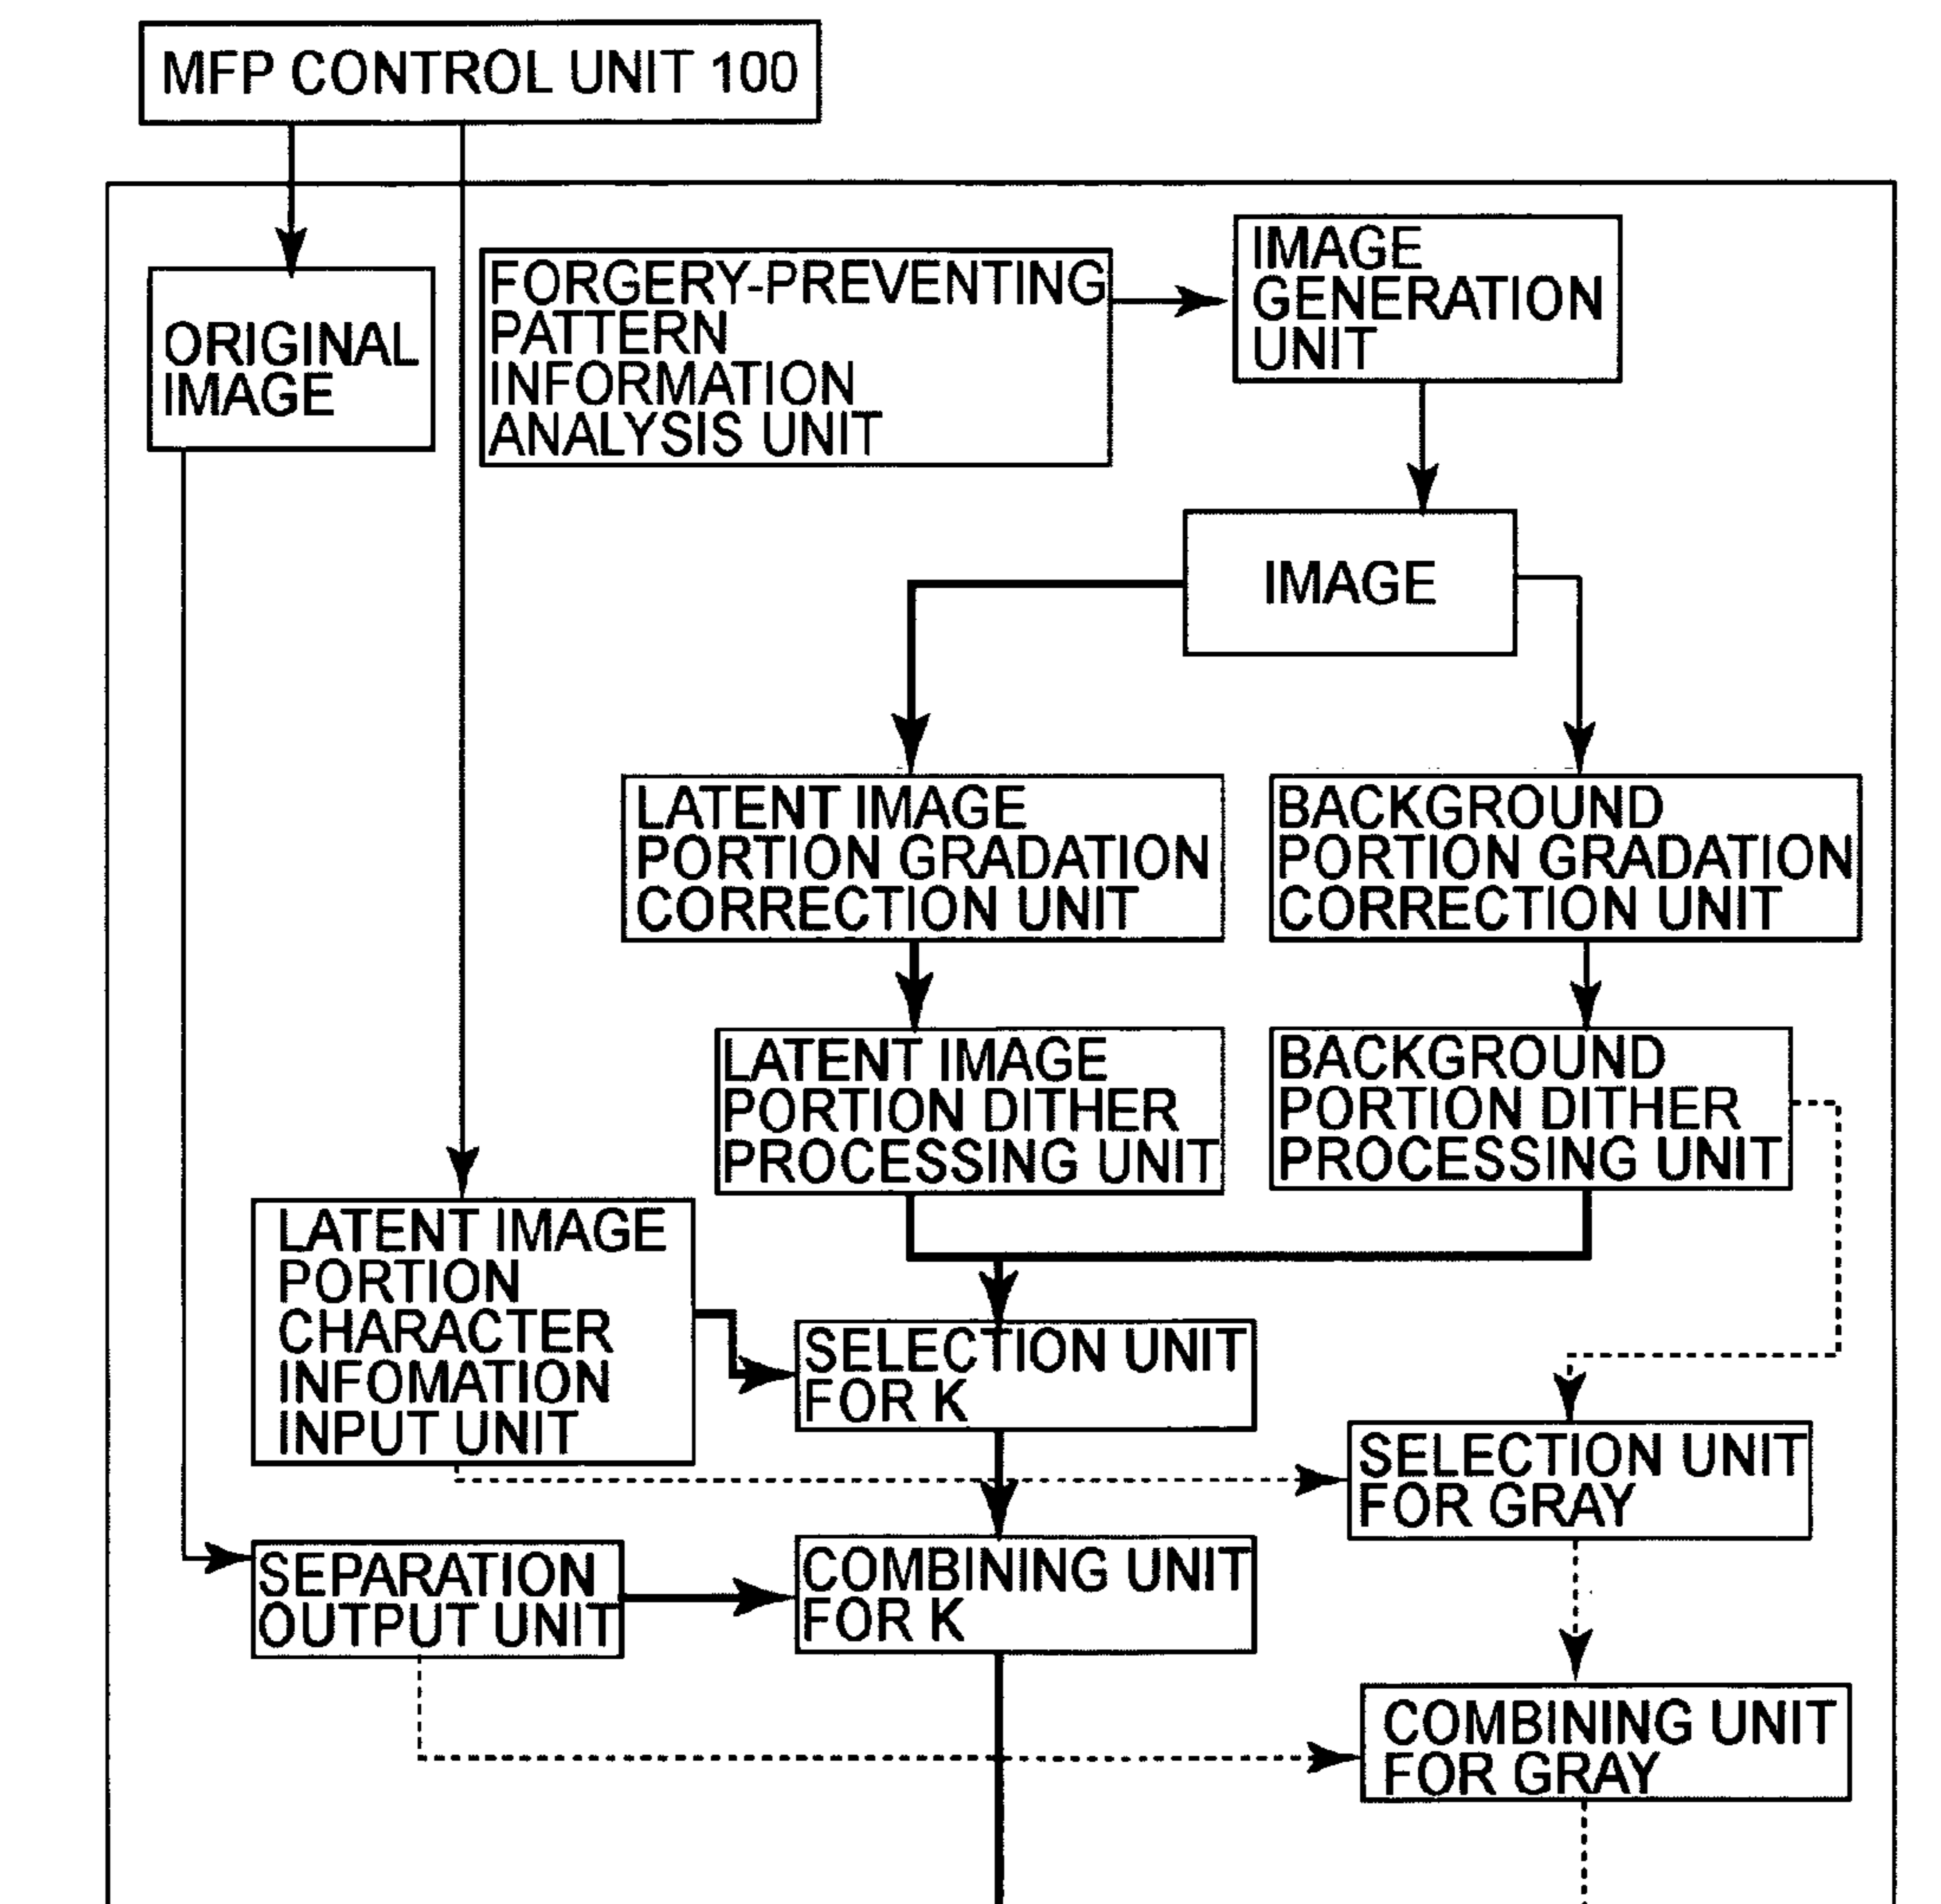 MFP CONTROL UNIT 100
ORIGINAL
IMAGE
FORGERY-PREVENTING
PATTERN
INFORMATION
ANALYSIS UNIT
IMAGE
GENERATION
UNIT
IMAGE
LATENT IMAGE
PORTION GRADATION
CORRECTION UNIT
BACKGROUND
PORTION GRADATION
CORRECTION UNIT
LATENT IMAGE
PORTION DITHER
PROCESSING UNIT
BACKGROUND
PORTION DITHER
PROCESSING UNIT
LATENT IMAGE
PORTION
CHARACTER
INFOMATION
INPUT UNIT
SELECTION UNIT
FOR K
SELECTION UNIT
FOR GRAY
SEPARATION
OUTPUT UNIT
COMBINING UNIT
FOR K
COMBINING UNIT
FOR GRAY